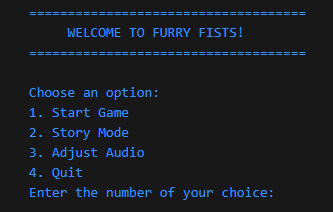 ====================================
WELCOME TO FURRY FISTS!
====================================
Choose an option:
1. Start Game
2. Story Mode
3. Adjust Audio
4. Quit
Enter the number of your choice: